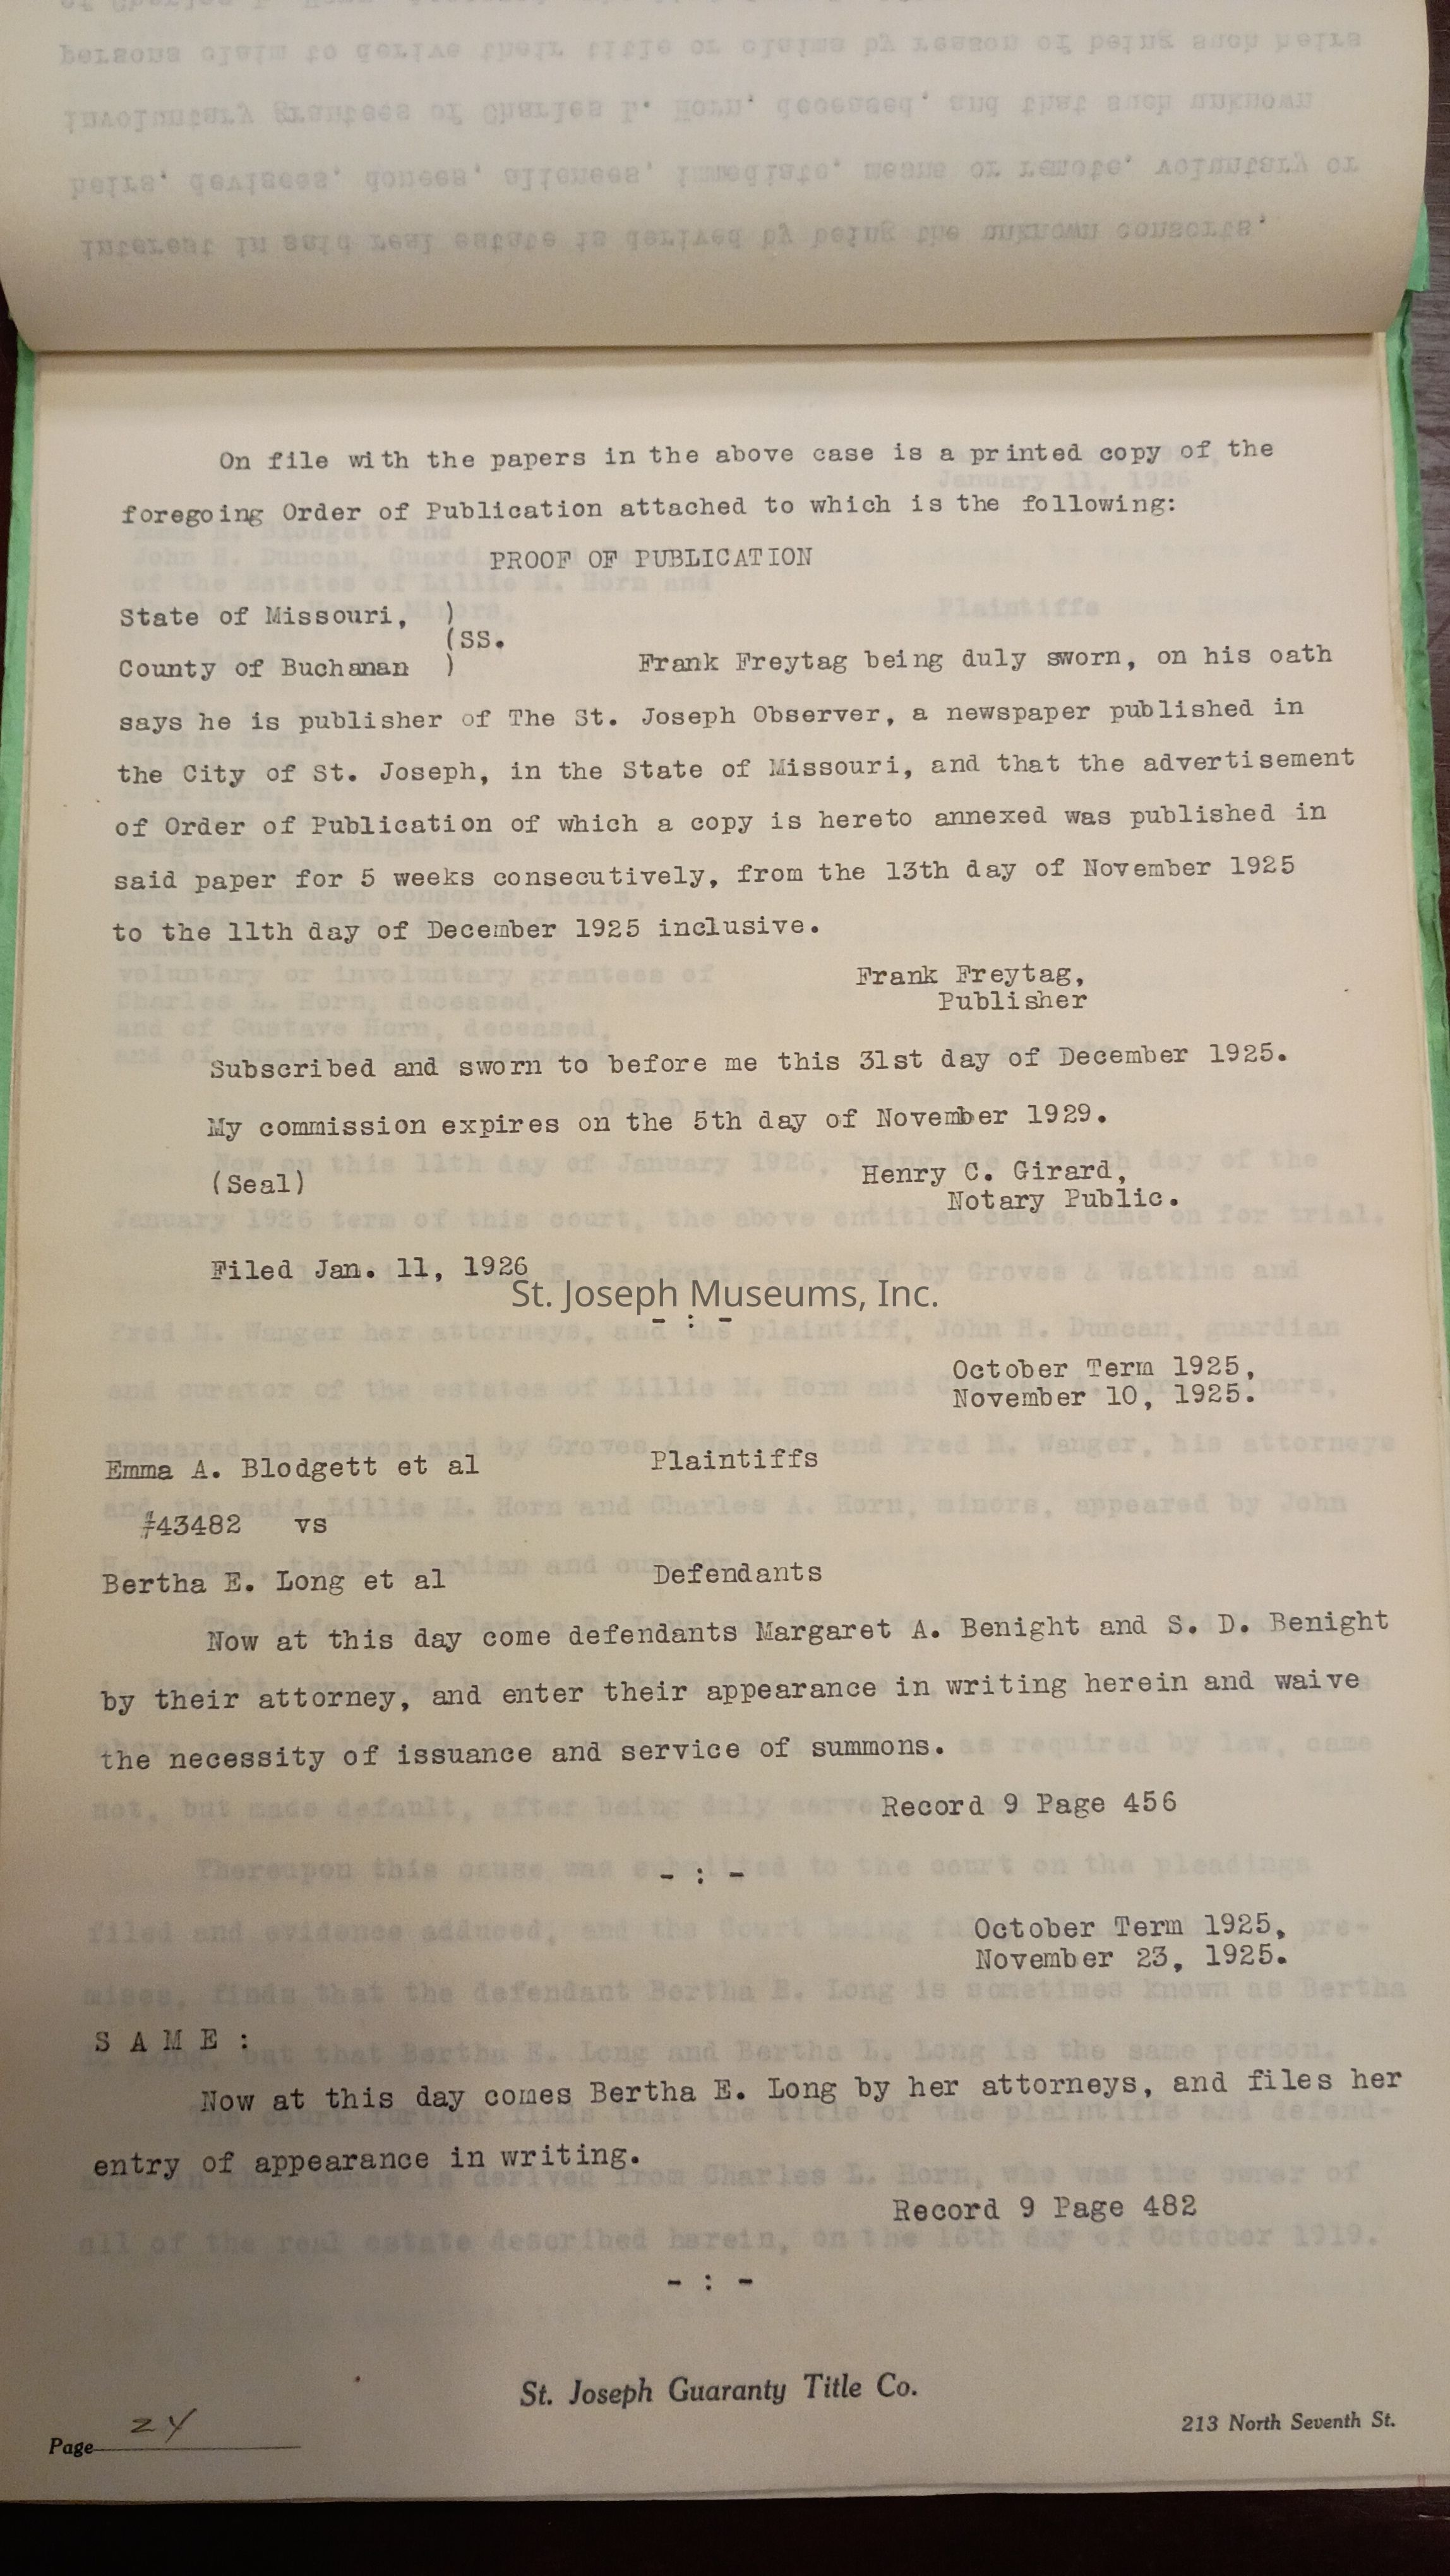 On file with the papers in the above case is a printed copy of the
foregoing Order of Publication attached to which is the following:
PROOF OF PUBLICATION
State of Missouri, )
(SS.
County of Buchanan ) Frank Freytag being duly sworn, on his oath
says he is publisher of The St. Joseph Observer, a newspaper published in
the City of St. Joseph, in the State of Missouri, and that the advertisement
of Order of Publication of which a copy is hereto annexed was published in
said paper for 5 weeks consecutively, from the 13th day of November 1925
to the 11th day of December 1925 inclusive.
Frank Freytag,
Publisher
Subscribed and sworn to before me this 31st day of December 1925.
My commission expires on the 5th day of November 1929.
(Seal) Henry C. Girard,
Notary Public.
Filed Jan. 11, 1926
St. Joseph Museums, Inc.
- : -
October Term 1925,
November 10, 1925.
Emma A. Blodgett et al Plaintiffs
#43482 vs
Bertha E. Long et al Defendants
Now at this day come defendants Margaret A. Benight and S. D. Benight
by their attorney, and enter their appearance in writing herein and waive
the necessity of issuance and service of summons.
Record 9 Page 456
- : -
October Term 1925,
November 23, 1925.
S A M E :
Now at this day comes Bertha E. Long by her attorneys, and files her
entry of appearance in writing.
Record 9 Page 482
- : -
St. Joseph Guaranty Title Co.
213 North Seventh St.
Page 24